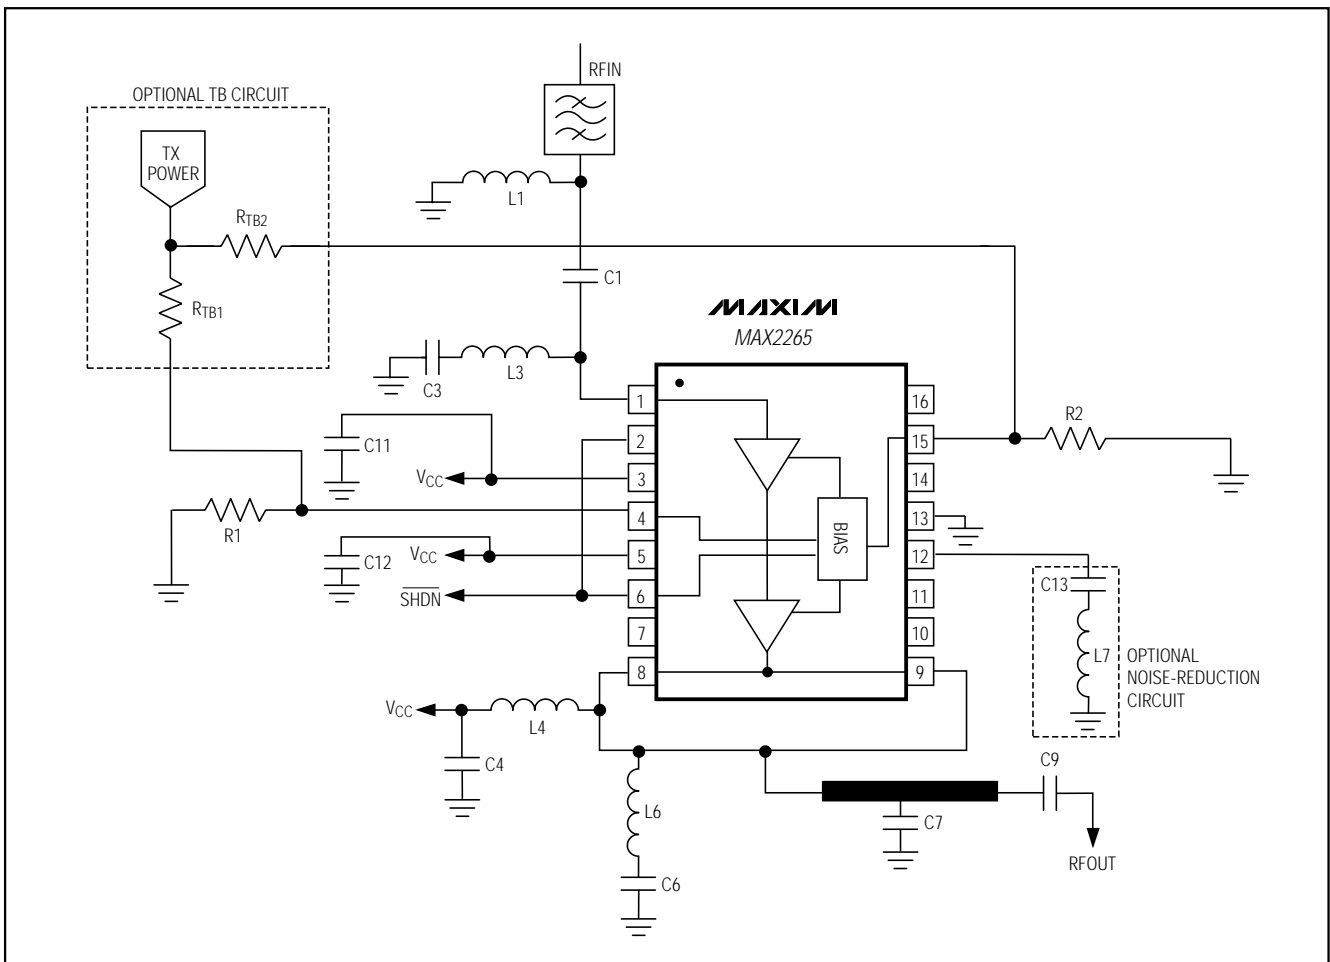 RFIN
OPTIONAL TB CIRCUIT
TX
POWER
L1
RTB2
C1
RTB1
MAXIM
MAX2265
C3
L3
1
16
R2
C11
2
15
VCC
3
14
R1
4
BIAS
13
C12
VCC
5
12
SHDN
6
11
C13
7
10
L7
OPTIONAL
NOISE-REDUCTION
CIRCUIT
8
9
VCC
L4
C4
C9
L6
C7
RFOUT
C6